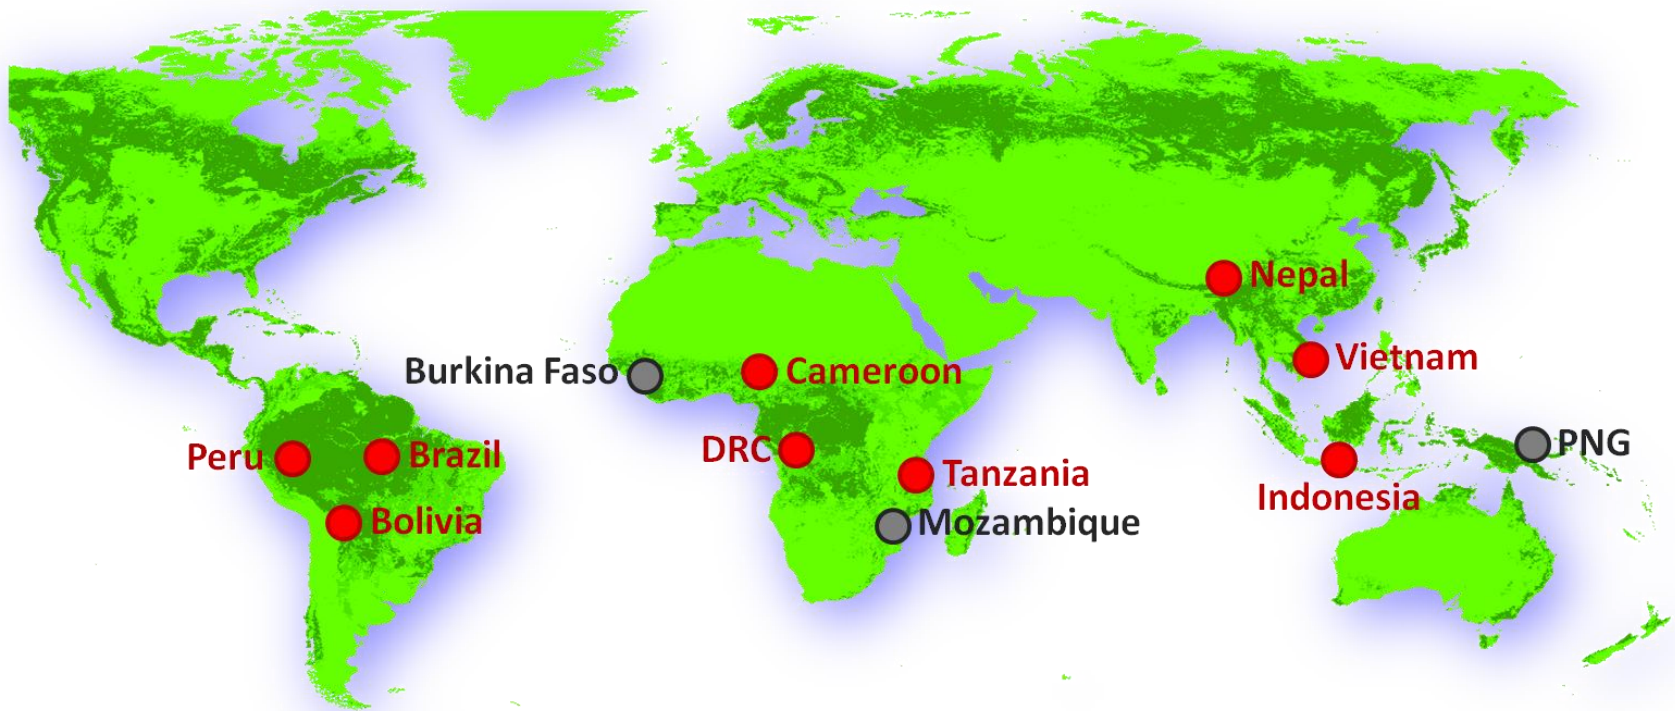 Nepal
Vietnam
Burkina Faso
Cameroon
PNG
Peru
Brazil
DRC
Tanzania
Indonesia
Bolivia
Mozambique